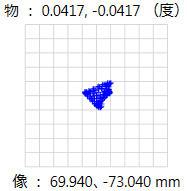 物 : 0.0417, -0.0417 （度）
像 : 69.940、-73.040 mm